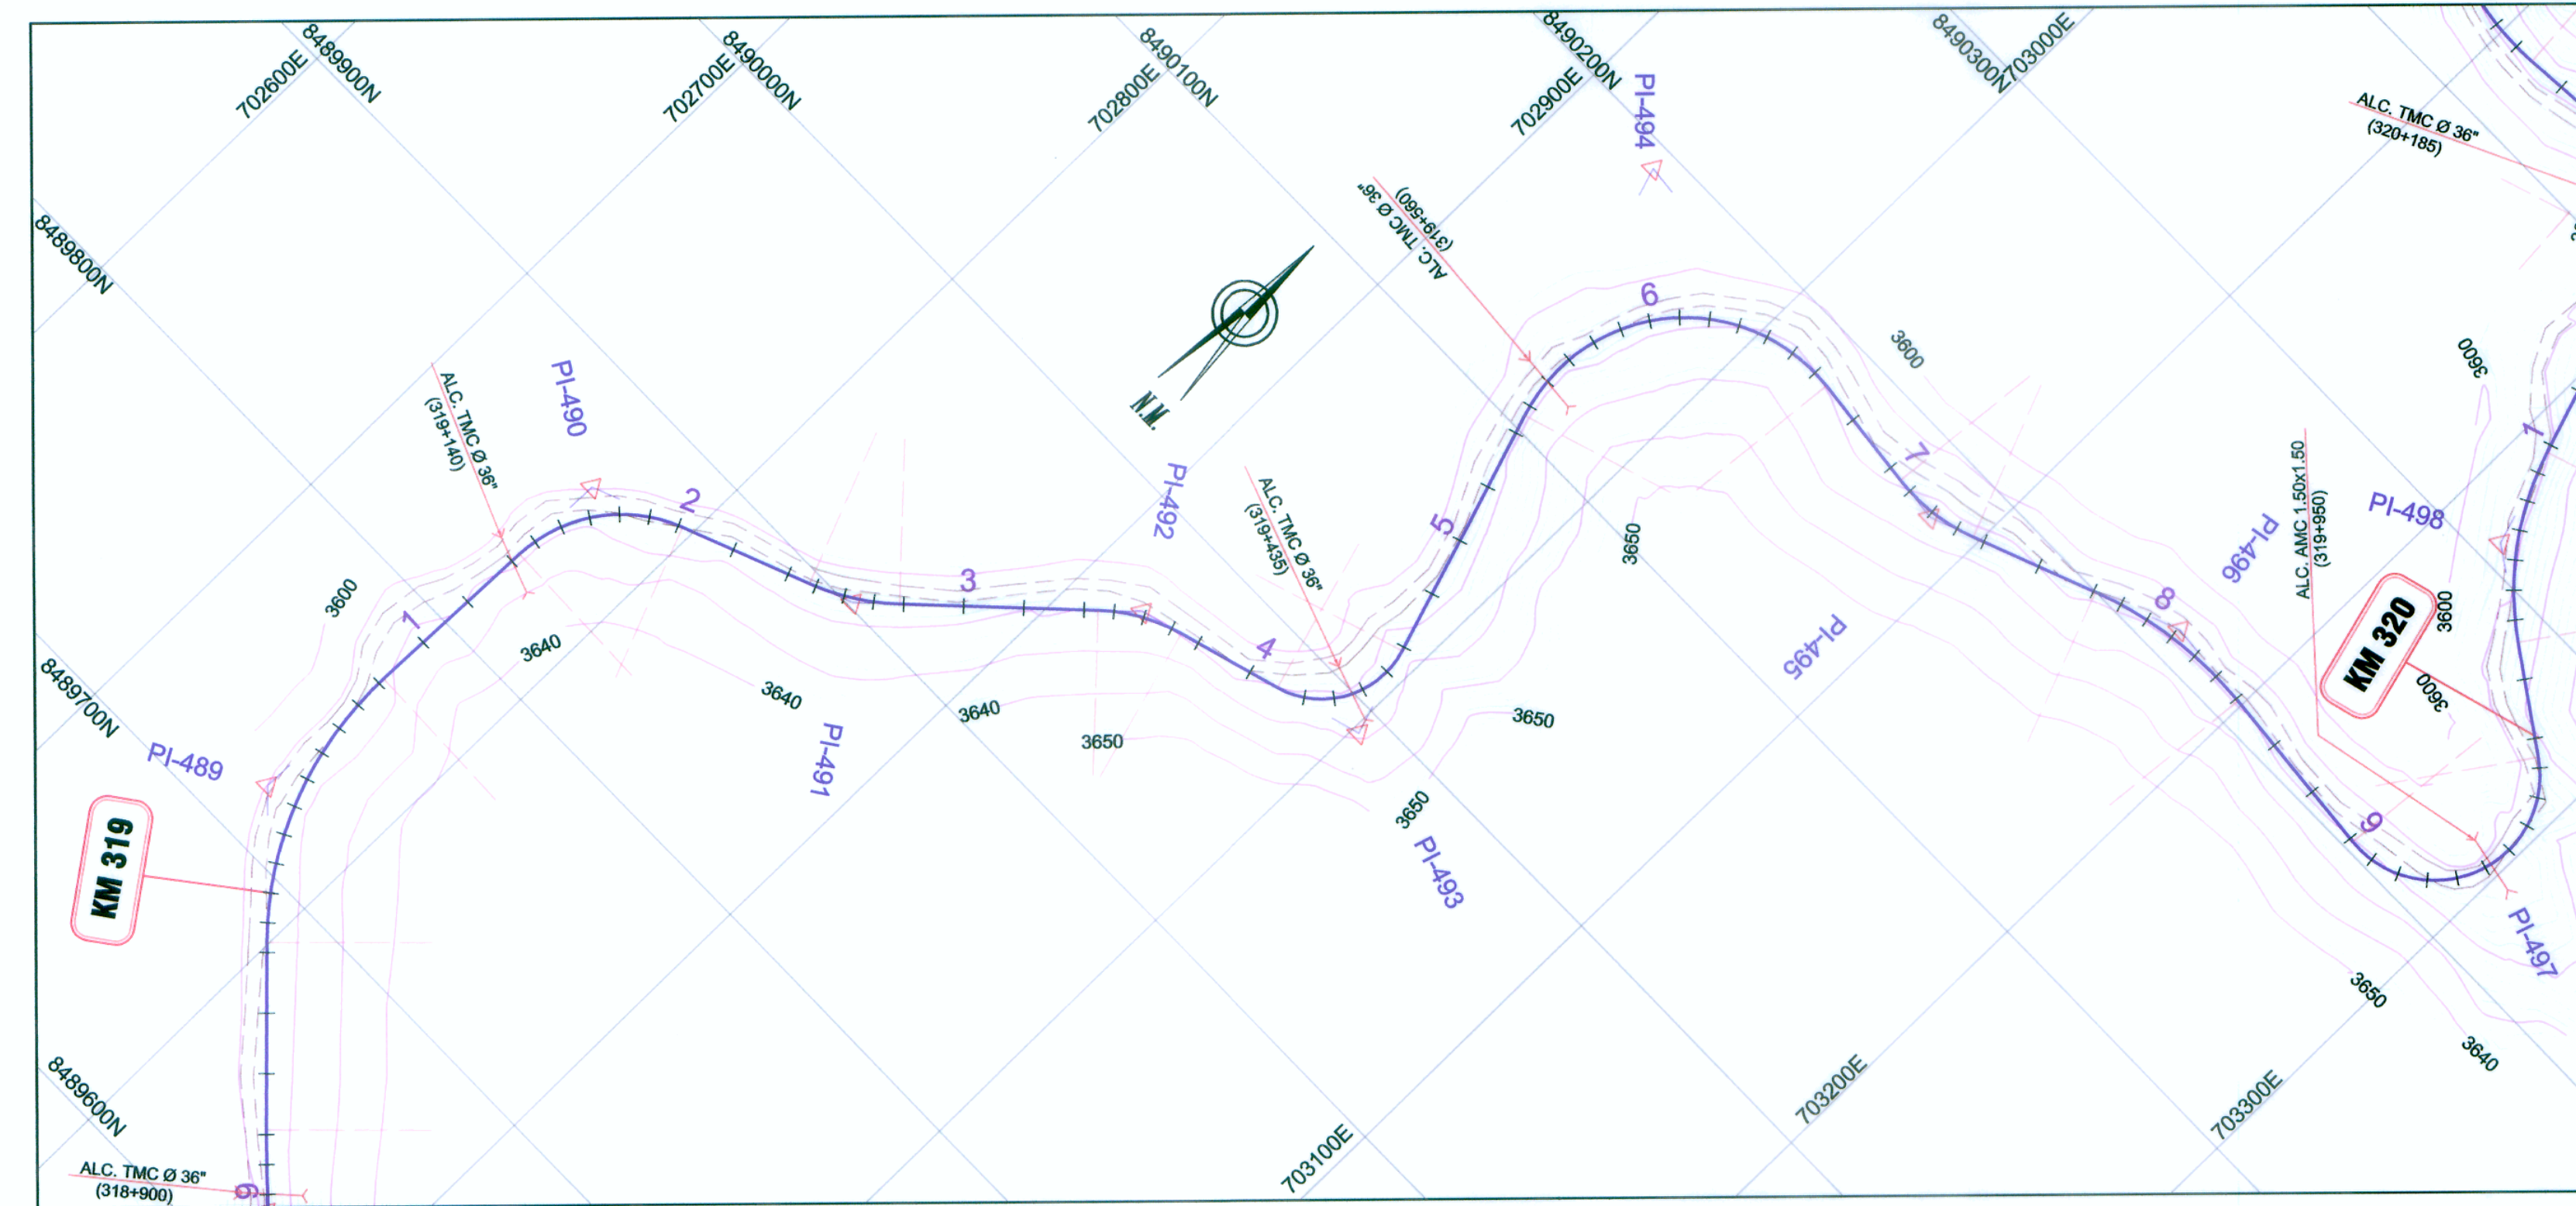 8489900N
702600E
8490000N
702700E
8490100N
702800E
8490200N
702900E
8490300N
703000E
PI-494
ALC. TMC Ø 36"
(320+185)
8489800N
ALC. TMC Ø 36"
(319+560)
6
N.M.
3600
3600
ALC. TMC Ø 36"
(319+140)
PI-490
2
PI-492
ALC. TMC Ø 36"
(319+435)
5
7
3650
PI-496
ALC. AMC 1.50x1.50
(319+950)
PI-498
1
3600
1
3600
3
4
8
KM 320
3600
3640
3640
3640
3650
3650
PI-495
8489700N
PI-489
PI-491
3650
PI-493
9
KM 319
PI-497
3650
3640
8489600N
703100E
703200E
703300E
ALC. TMC Ø 36"
(318+900)
9